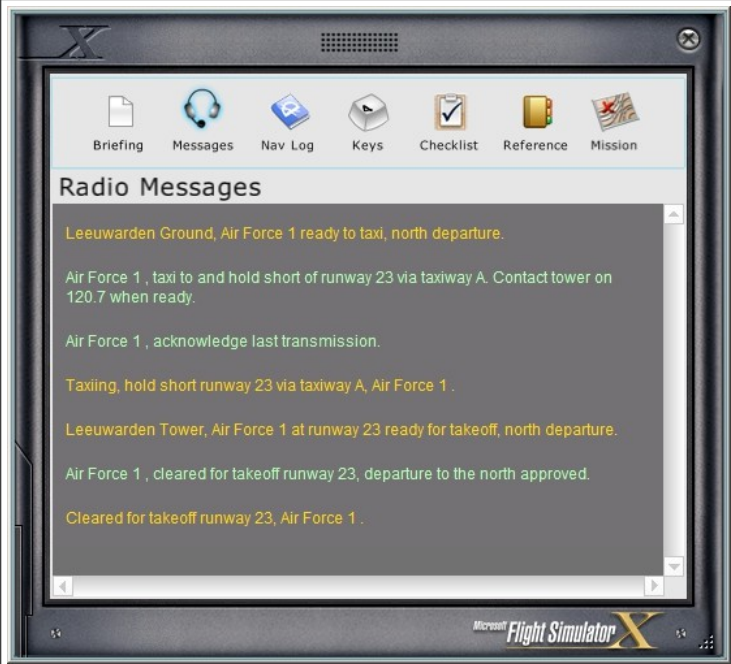 X
Briefing
Messages
Nav Log
Keys
Checklist
Reference
Mission
Radio Messages
Leeuwarden Ground, Air Force 1 ready to taxi, north departure.
Air Force 1 , taxi to and hold short of runway 23 via taxiway A. Contact tower on
120.7 when ready.
Air Force 1 , acknowledge last transmission.
Taxiing, hold short runway 23 via taxiway A, Air Force 1 .
Leeuwarden Tower, Air Force 1 at runway 23 ready for takeoff, north departure.
Air Force 1 , cleared for takeoff runway 23, departure to the north approved.
Cleared for takeoff runway 23, Air Force 1 .
Microsoft Flight Simulator X